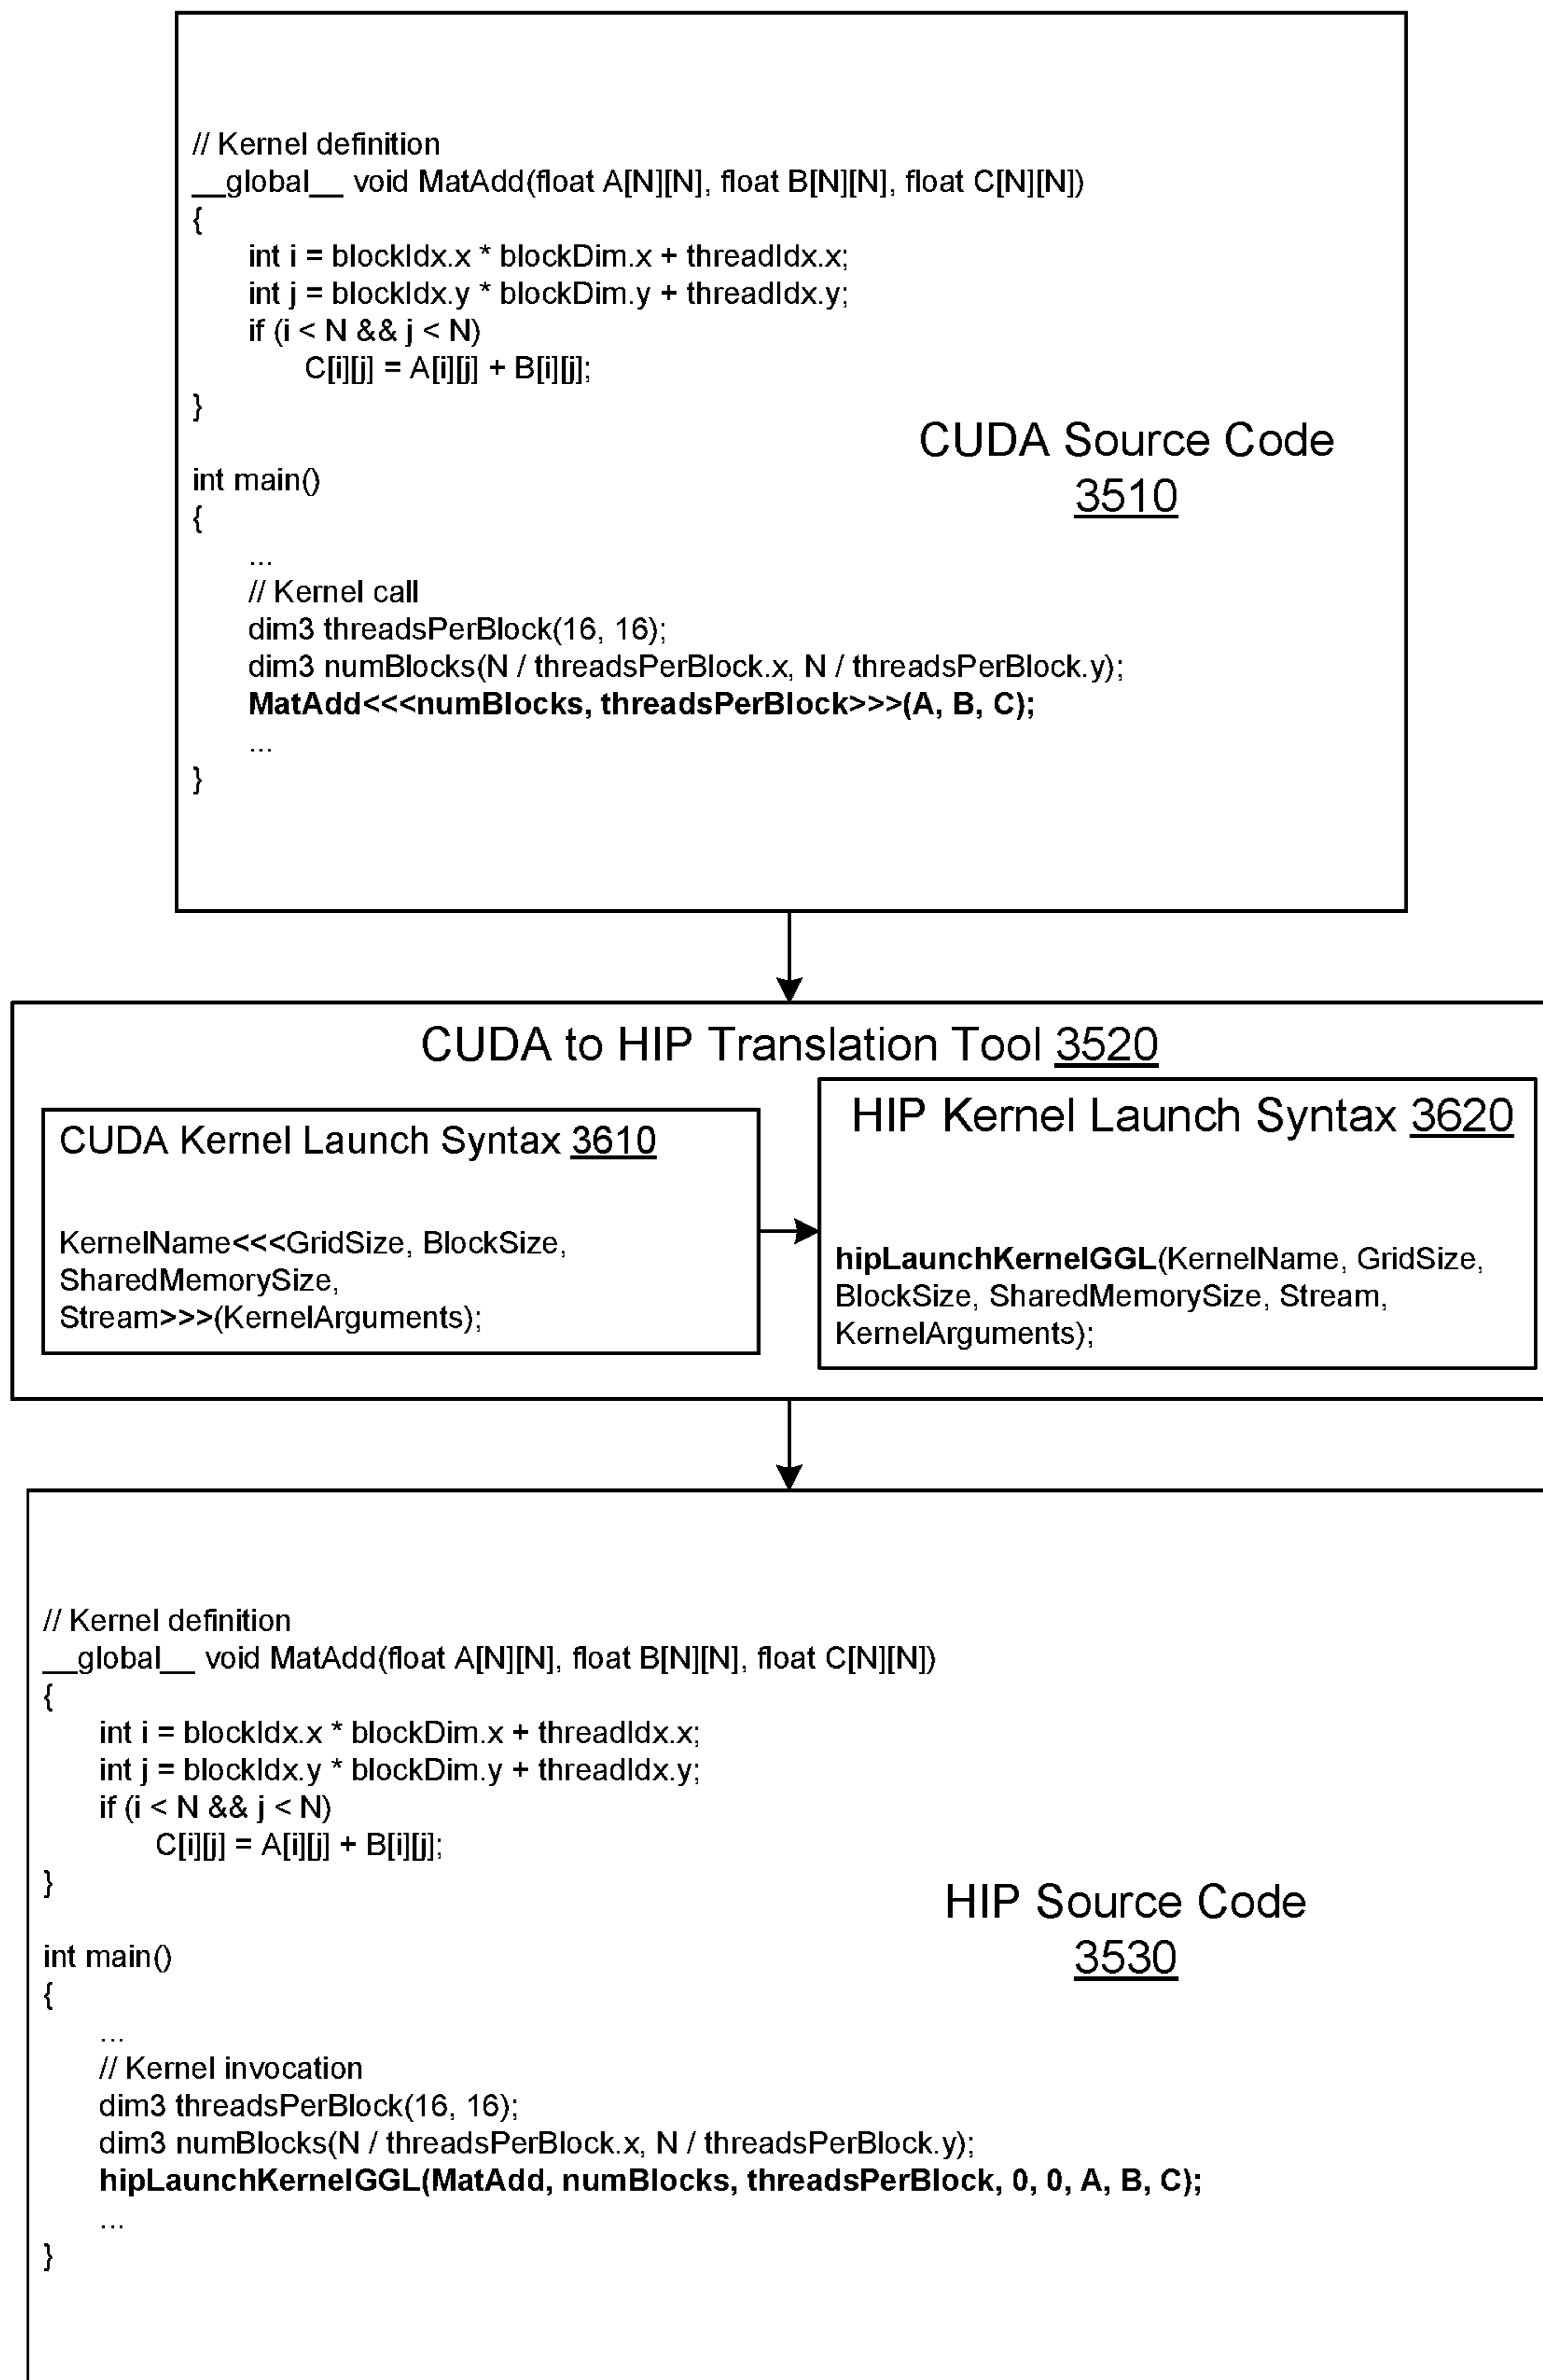 // Kernel definition
__global__ void MatAdd(float A[N][N], float B[N][N], float C[N][N])
{
int i = blockIdx.x * blockDim.x + threadIdx.x;
int j = blockIdx.y * blockDim.y + threadIdx.y;
if (i < N && j < N)
C[i][j] = A[i][j] + B[i][j];
}
CUDA Source Code
3510
int main()
{
...
// Kernel call
dim3 threadsPerBlock(16, 16);
dim3 numBlocks(N / threadsPerBlock.x, N / threadsPerBlock.y);
MatAdd<<<numBlocks, threadsPerBlock>>>(A, B, C);
...
}
CUDA to HIP Translation Tool 3520
CUDA Kernel Launch Syntax 3610
KernelName<<<GridSize, BlockSize,
SharedMemorySize,
Stream>>>(KernelArguments);
HIP Kernel Launch Syntax 3620
hipLaunchKernelGGL(KernelName, GridSize,
BlockSize, SharedMemorySize, Stream,
KernelArguments);
// Kernel definition
__global__ void MatAdd(float A[N][N], float B[N][N], float C[N][N])
{
int i = blockIdx.x * blockDim.x + threadIdx.x;
int j = blockIdx.y * blockDim.y + threadIdx.y;
if (i < N && j < N)
C[i][j] = A[i][j] + B[i][j];
}
HIP Source Code
3530
int main()
{
...
// Kernel invocation
dim3 threadsPerBlock(16, 16);
dim3 numBlocks(N / threadsPerBlock.x, N / threadsPerBlock.y);
hipLaunchKernelGGL(MatAdd, numBlocks, threadsPerBlock, 0, 0, A, B, C);
...
}